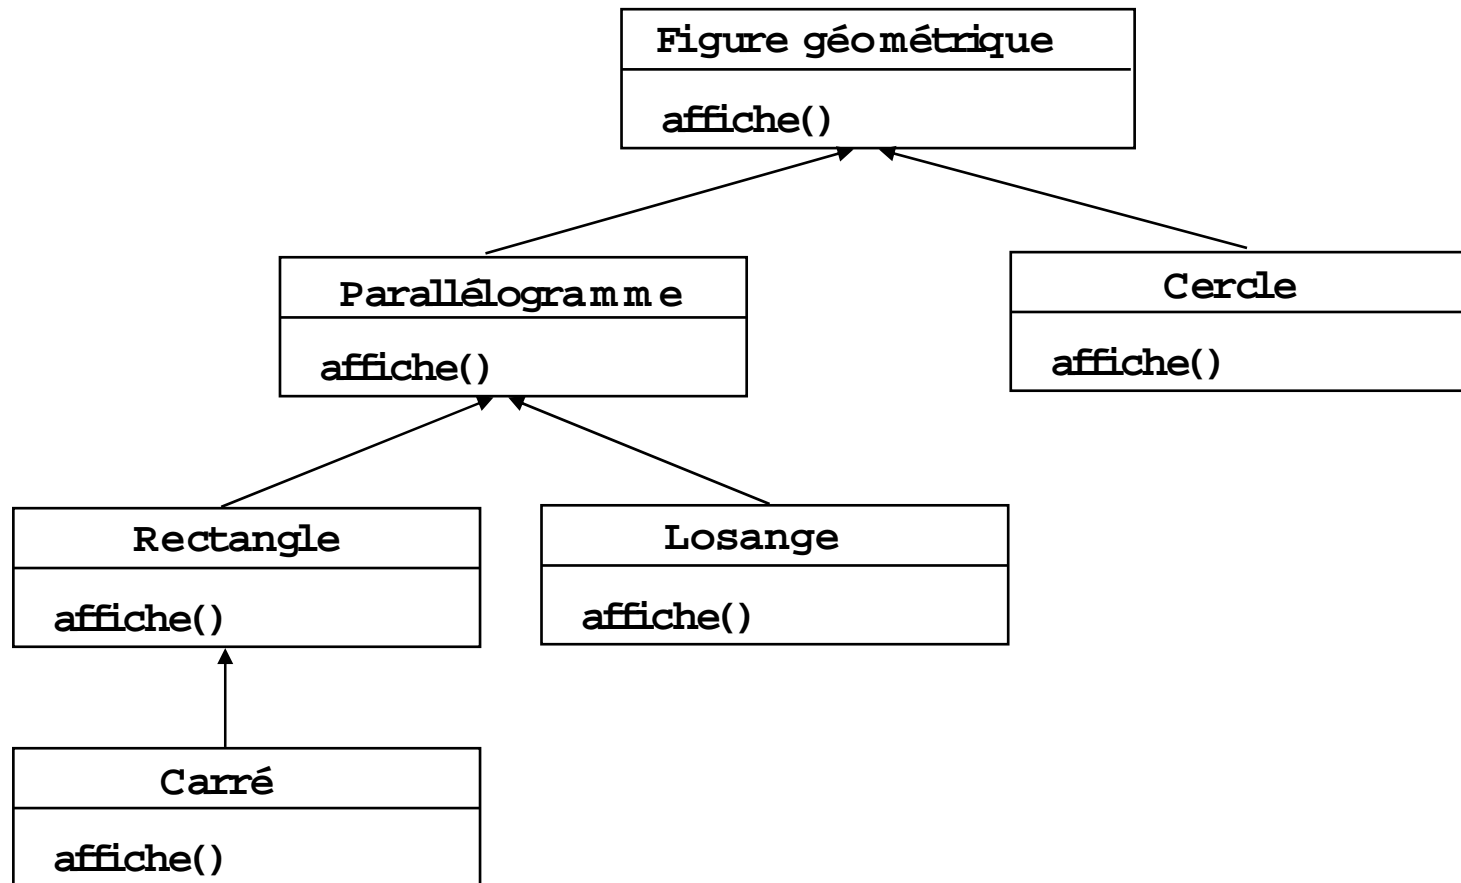 Figure géométrique
affiche()
Parallélogramme
affiche()
Cercle
affiche()
Rectangle
affiche()
Losange
affiche()
Carré
affiche()